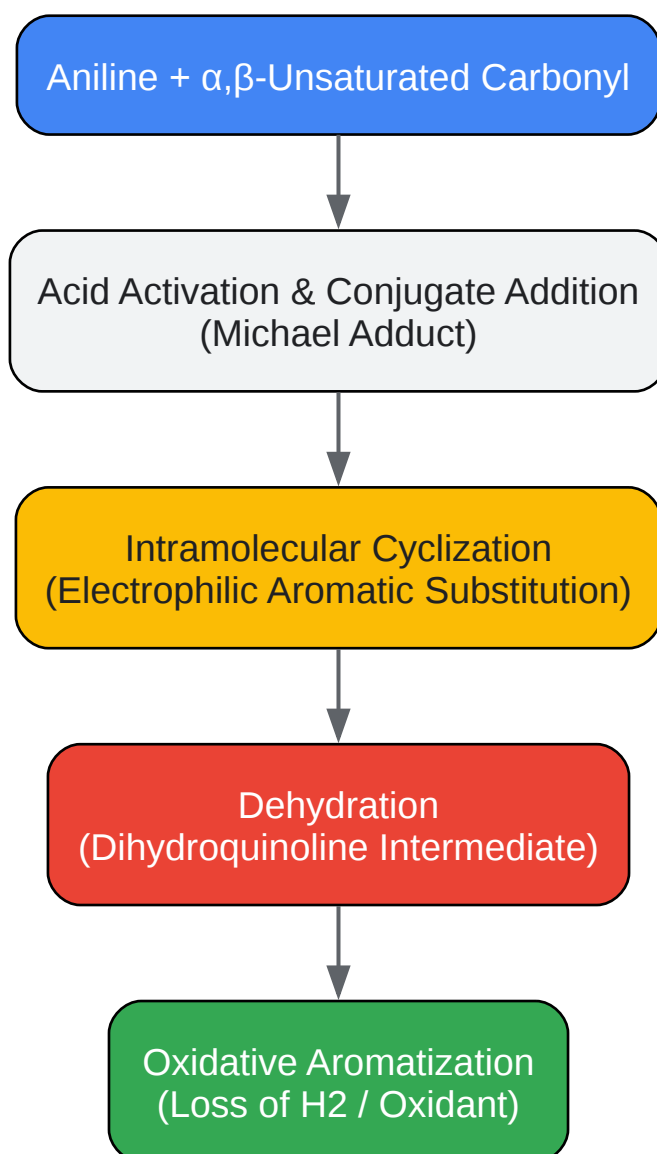 Aniline + α,β-Unsaturated Carbonyl
Acid Activation & Conjugate Addition
(Michael Adduct)
Intramolecular Cyclization
(Electrophilic Aromatic Substitution)
Dehydration
(Dihydroquinoline Intermediate)
Oxidative Aromatization
(Loss of H2 / Oxidant)